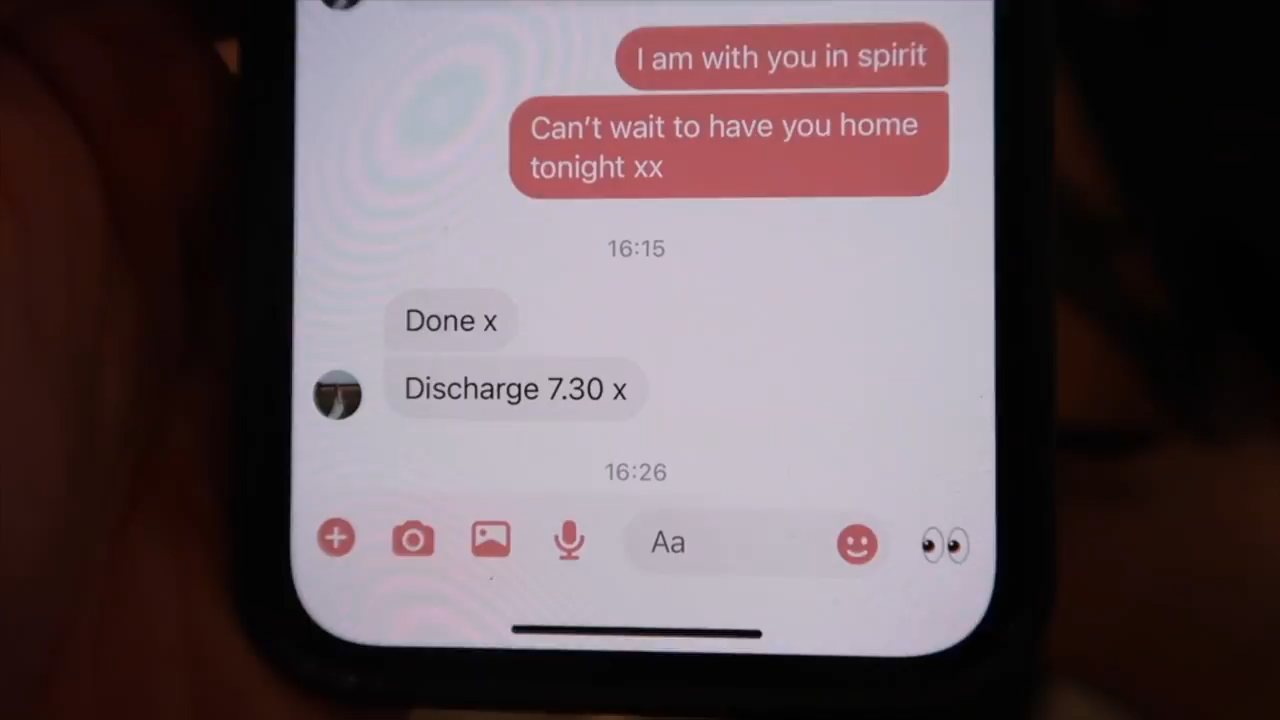 I am with you in spirit
Can't wait to have you home
tonight xx
16:15
Done x
Discharge 7.30 x
16:26
Aa